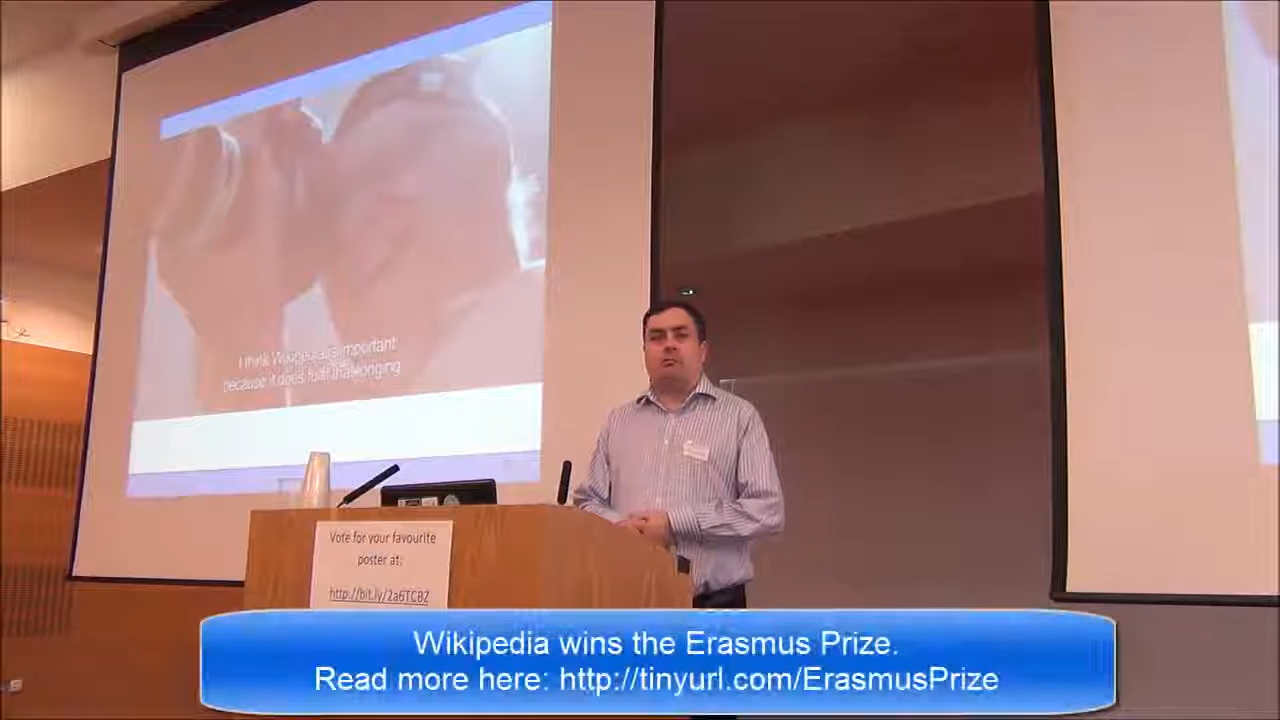 I think Wikipedia is important
because it does fulfil that longing
Vote for your favourite
poster at:
http://bit.ly/2a6TCBZ
Wikipedia wins the Erasmus Prize.
Read more here: http://tinyurl.com/ErasmusPrize